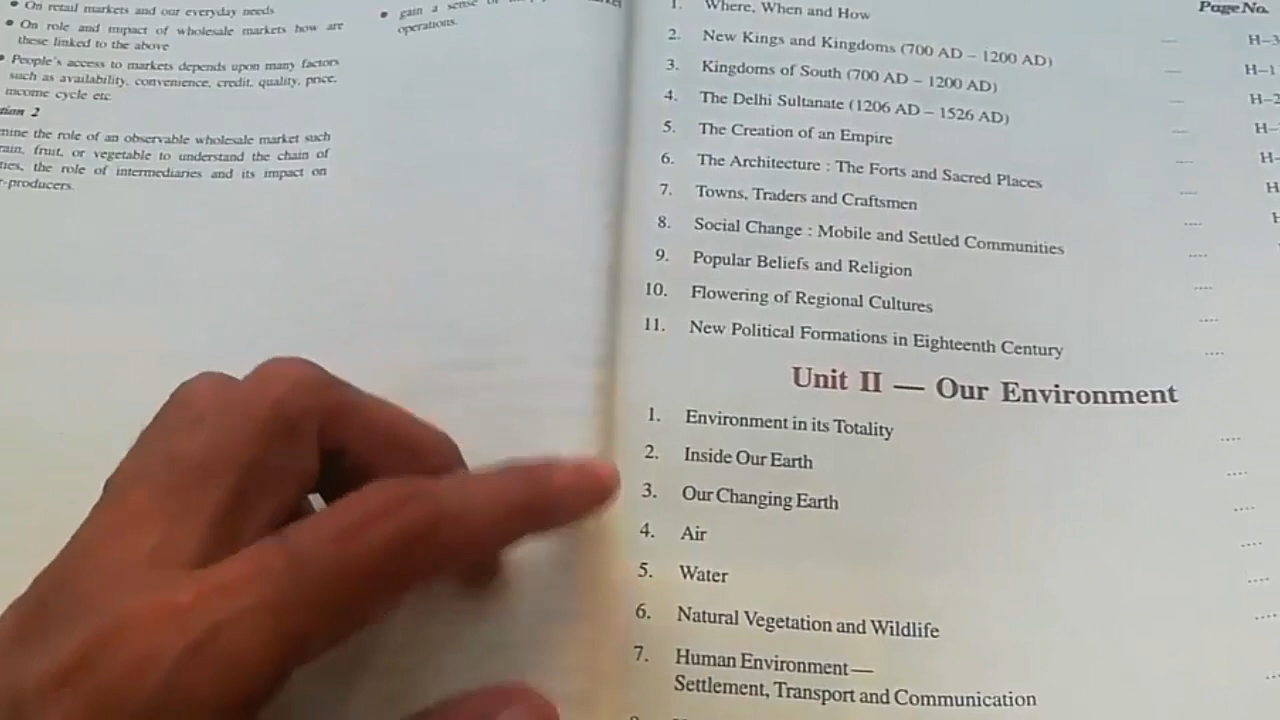 • On retail markets and our everyday needs
• On role and impact of wholesale markets how are
these linked to the above
• People's access to markets depends upon many factors
such as availability, convenience, credit, quality, price,
income cycle etc.
tion 2
mine the role of an observable wholesale market such
rain, fruit, or vegetable to understand the chain of
ties, the role of intermediaries and its impact on
r-producers.
• gain a sense of
operations.
Page No.
1. Where, When and How
2. New Kings and Kingdoms (700 AD – 1200 AD) .... H–3
3. Kingdoms of South (700 AD – 1200 AD) .... H–1
4. The Delhi Sultanate (1206 AD – 1526 AD) .... H–2
5. The Creation of an Empire .... H–
6. The Architecture : The Forts and Sacred Places .... H–
7. Towns, Traders and Craftsmen .... H
8. Social Change : Mobile and Settled Communities ....
9. Popular Beliefs and Religion ....
10. Flowering of Regional Cultures ....
11. New Political Formations in Eighteenth Century ....
Unit II — Our Environment
1. Environment in its Totality ....
2. Inside Our Earth ....
3. Our Changing Earth ....
4. Air ....
5. Water ....
6. Natural Vegetation and Wildlife ....
7. Human Environment —
Settlement, Transport and Communication ....